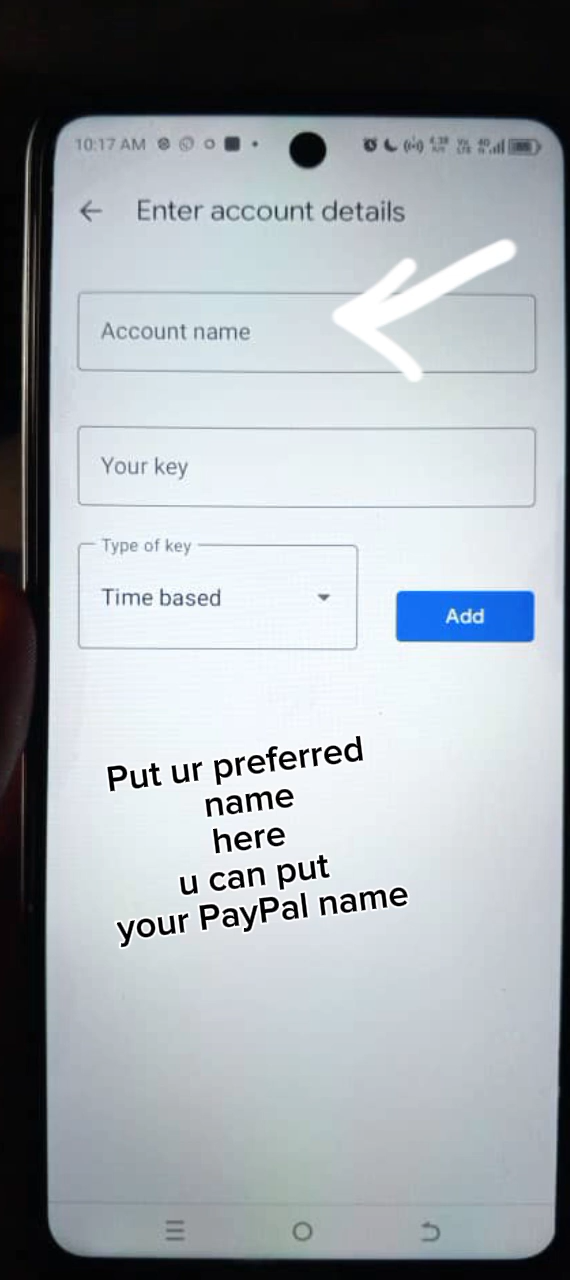 10:17 AM
Enter account details
Account name
Your key
Type of key
Time based
Add
Put ur preferred
name
here
u can put
your PayPal name